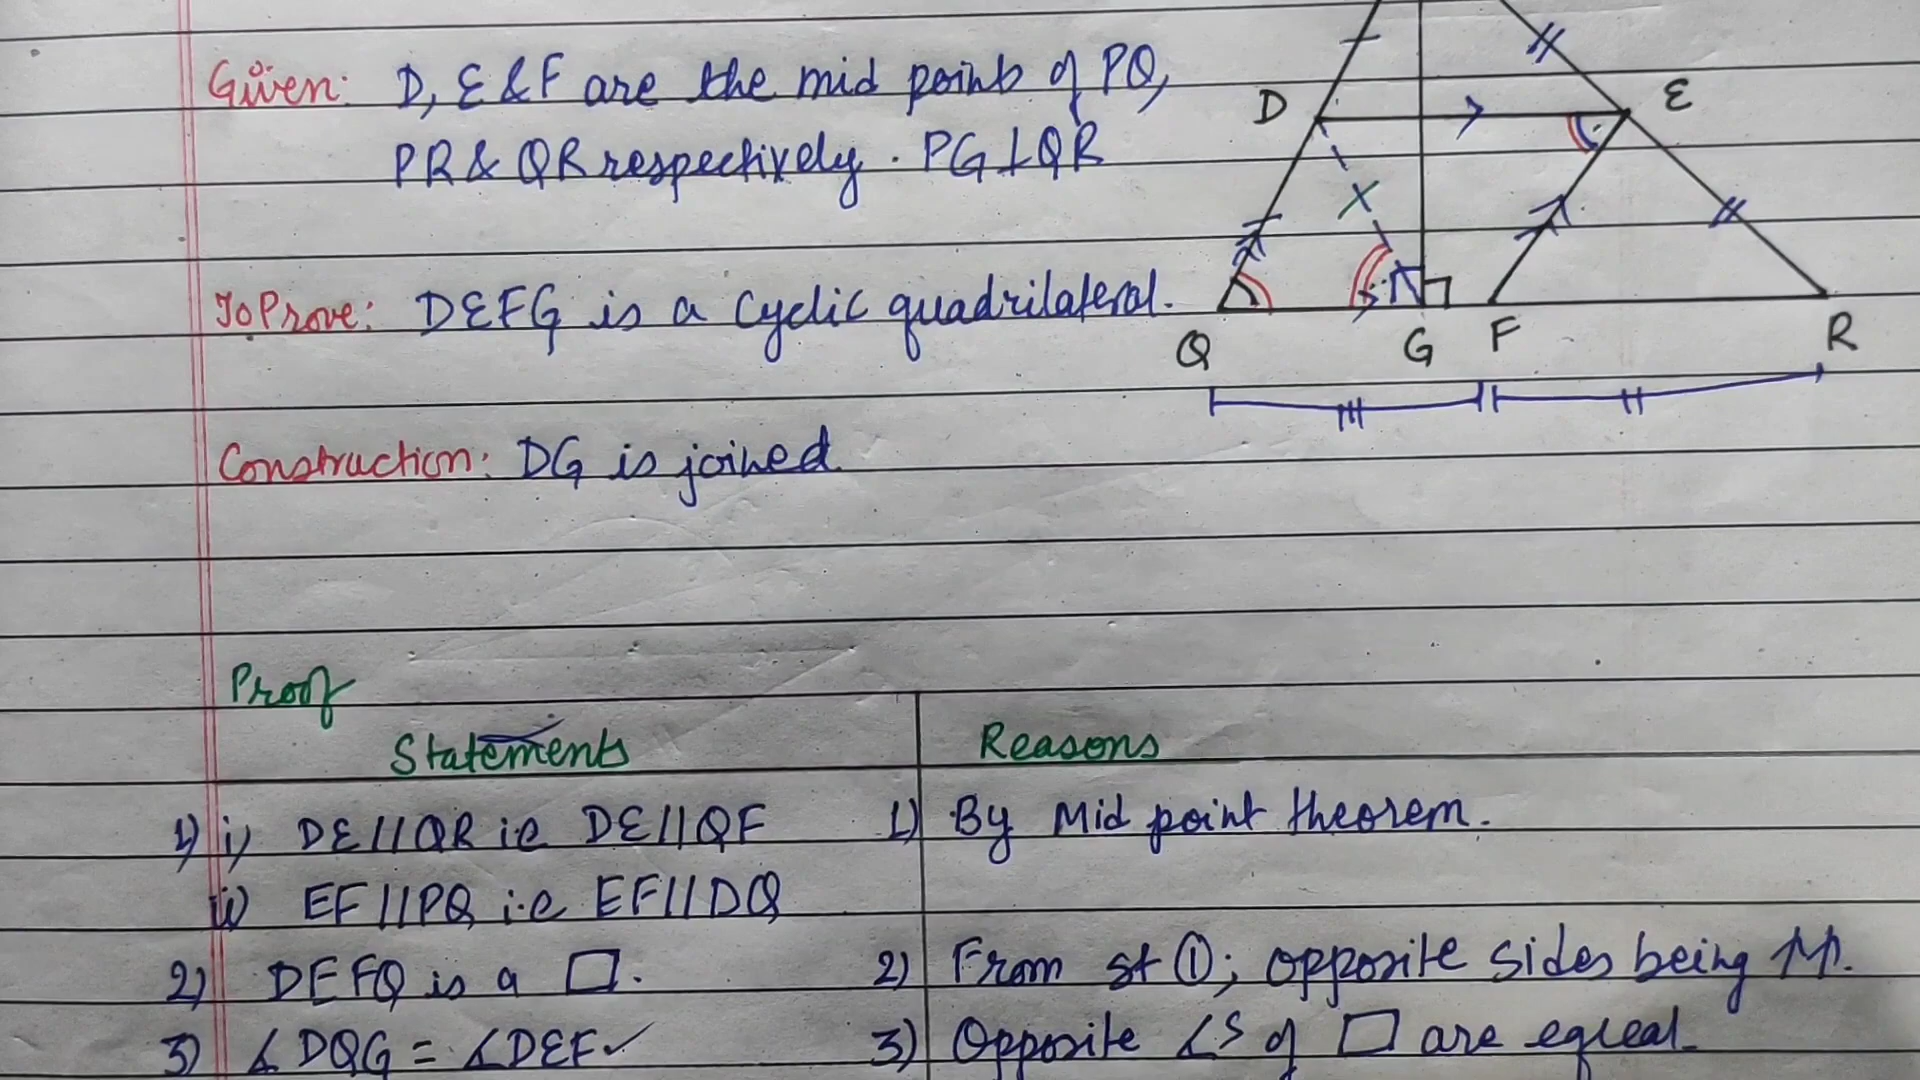 Given: D, E & F are the mid points of PQ,
PR & QR respectively. PG ⊥ QR
To Prove: DEFG is a Cyclic quadrilateral.
Construction: DG is joined.
D
E
X
Q
G
F
R
Proof
Statements
Reasons
1) i) DE // QR i.e DE // QF
1) By Mid point theorem.
ii) EF // PQ i.e EF // DQ
2) DEFQ is a ▱.
2) From st ①; opposite sides being //.
3) ∡DQG = ∡DEF ✓
3) Opposite ∠s of ▱ are equal.